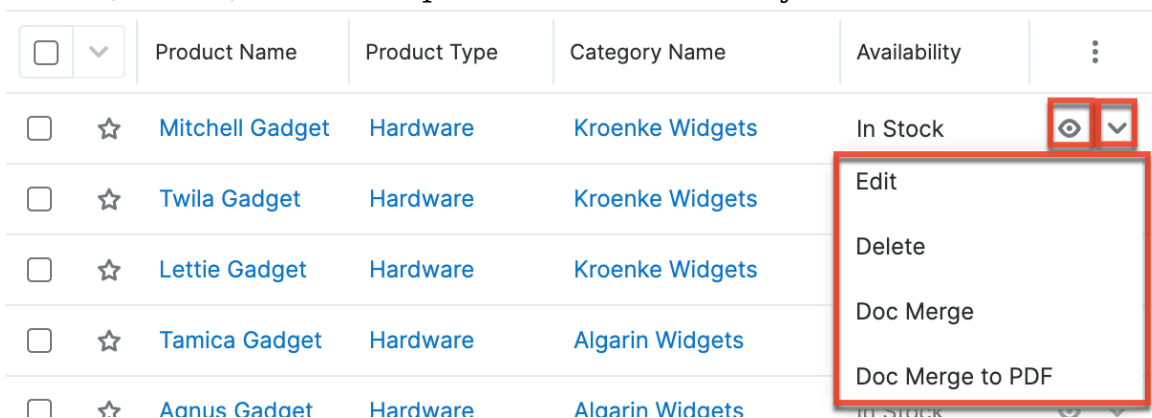 Product Name Product Type Category Name Availability
Mitchell Gadget Hardware Kroenke Widgets In Stock
Edit
Twila Gadget Hardware Kroenke Widgets
Delete
Lettie Gadget Hardware Kroenke Widgets
Doc Merge
Tamica Gadget Hardware Algarin Widgets
Doc Merge to PDF
Agnus Gadget Hardware Algarin Widgets In Stock